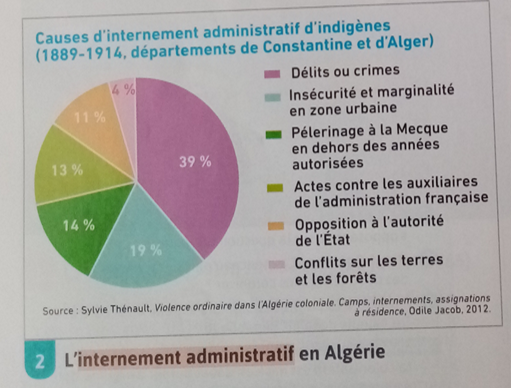 Causes d'internement administratif d'indigènes
(1889-1914, départements de Constantine et d'Alger)
4 %
11 %
13 %
14 %
19 %
39 %
Délits ou crimes
Insécurité et marginalité
en zone urbaine
Pélerinage à la Mecque
en dehors des années
autorisées
Actes contre les auxiliaires
de l'administration française
Opposition à l'autorité
de l'État
Conflits sur les terres
et les forêts
Source : Sylvie Thénault, Violence ordinaire dans l'Algérie coloniale. Camps, internements, assignations
à résidence, Odile Jacob, 2012.
2 L'internement administratif en Algérie